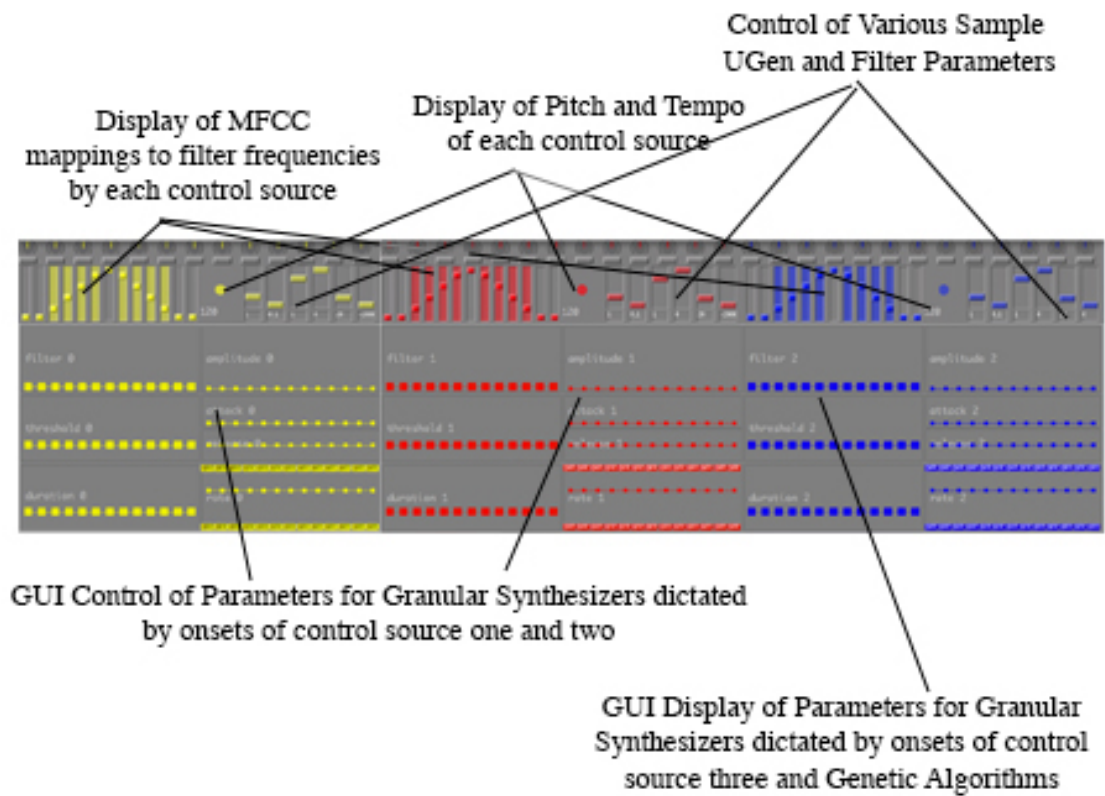 Control of Various Sample
UGen and Filter Parameters
Display of MFCC
mappings to filter frequencies
by each control source
Display of Pitch and Tempo
of each control source
120
120
120
filter 0
amplitude 0
filter 1
amplitude 1
filter 2
amplitude 2
threshold 0
attack 0
threshold 1
attack 1
threshold 2
attack 2
duration 0
rate 0
duration 1
rate 1
duration 2
rate 2
GUI Control of Parameters for Granular Synthesizers dictated
by onsets of control source one and two
GUI Display of Parameters for Granular
Synthesizers dictated by onsets of control
source three and Genetic Algorithms